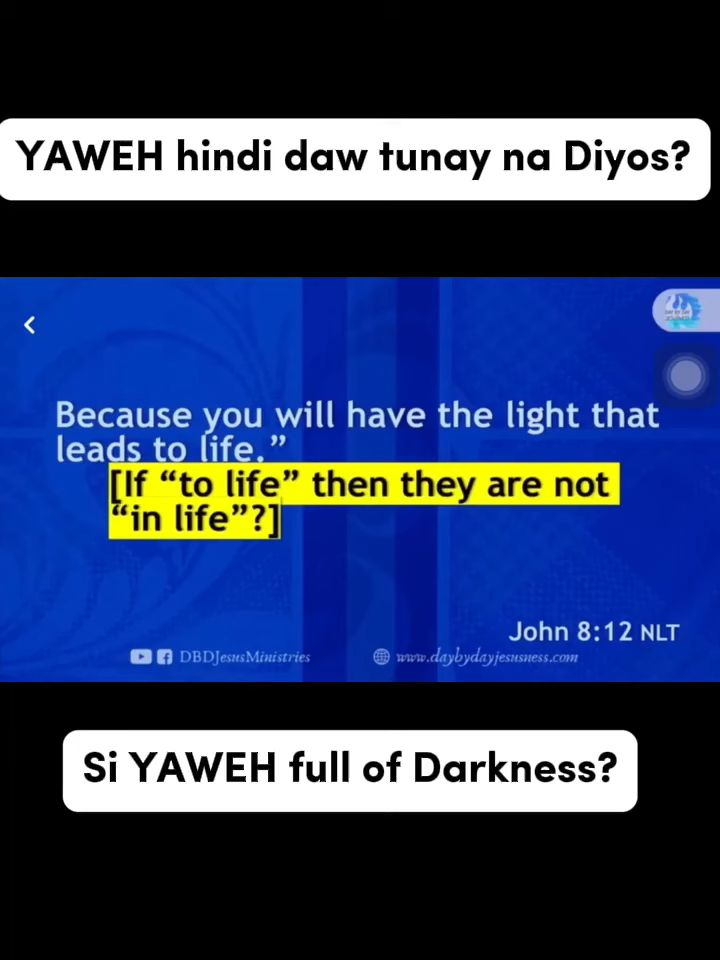 YAWEH hindi daw tunay na Diyos?
Because you will have the light that
leads to life.”
[If “to life” then they are not
“in life”?]
John 8:12 NLT
DBDJesusMinistries
www.daybydayjesusness.com
Si YAWEH full of Darkness?